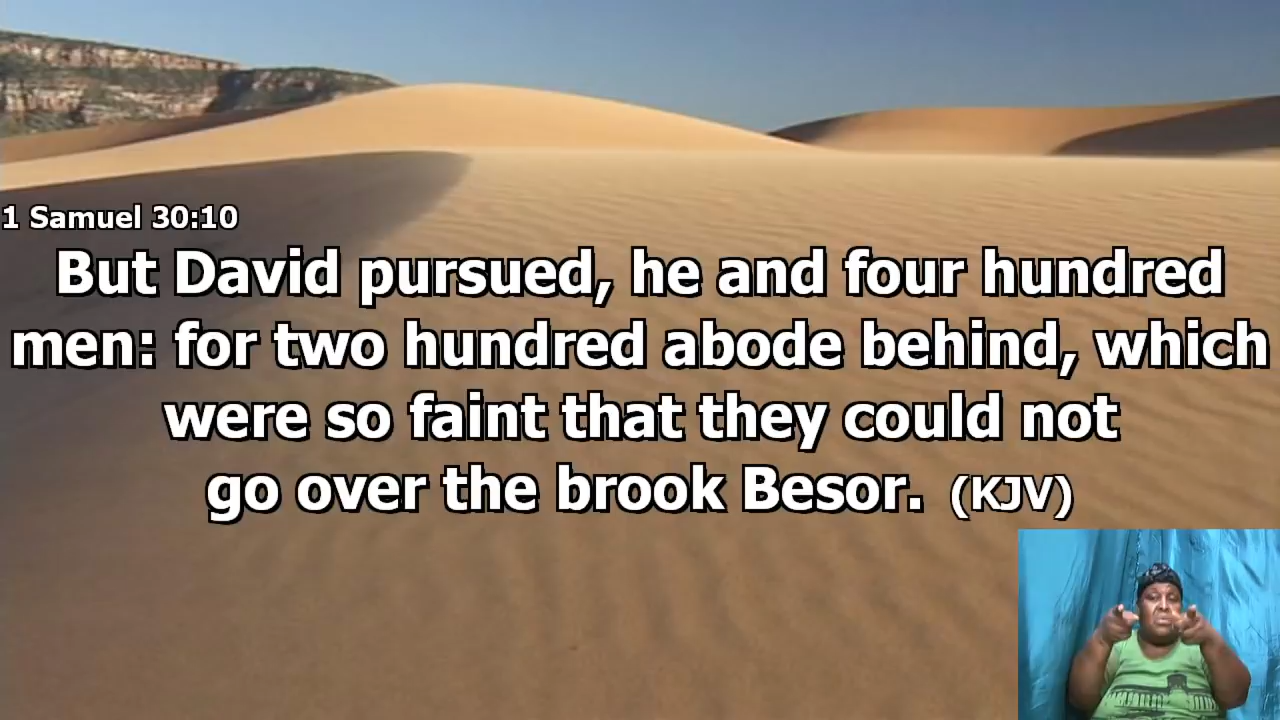 1 Samuel 30:10
But David pursued, he and four hundred
men: for two hundred abode behind, which
were so faint that they could not
go over the brook Besor. (KJV)